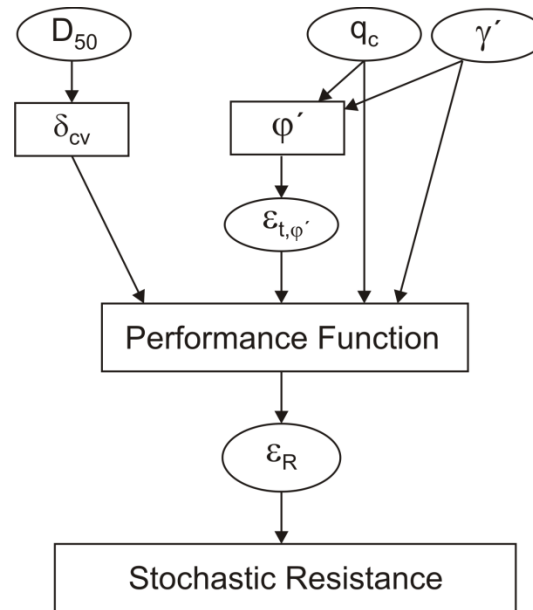 D50
qc
γ´
δcv
φ´
εt,φ´
Performance Function
εR
Stochastic Resistance